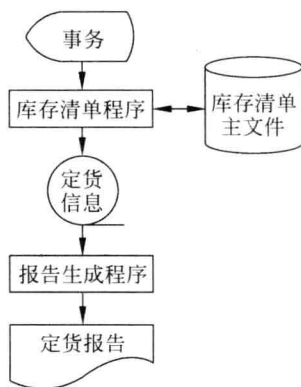 事务
库存清单程序
库存清单
主文件
定货
信息
报告生成程序
定货报告